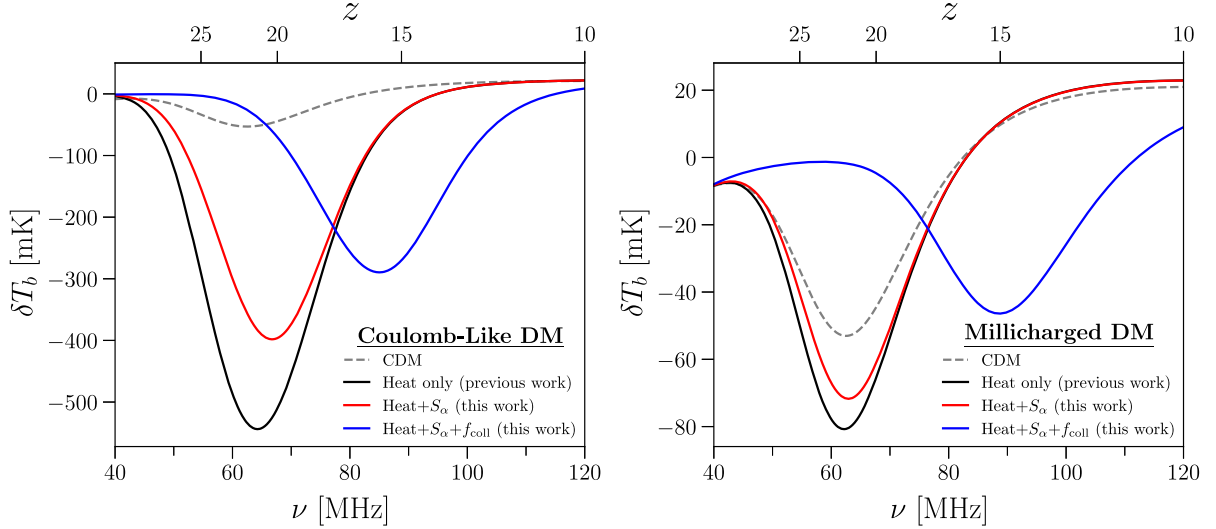 z
25 20 15 10
0
−100
−200
−300
−400
−500
δT_b [mK]
Coulomb-Like DM
CDM
Heat only (previous work)
Heat+S_α (this work)
Heat+S_α+f_coll (this work)
40 60 80 100 120
ν [MHz]
z
25 20 15 10
20
0
−20
−40
−60
−80
δT_b [mK]
Millicharged DM
CDM
Heat only (previous work)
Heat+S_α (this work)
Heat+S_α+f_coll (this work)
40 60 80 100 120
ν [MHz]